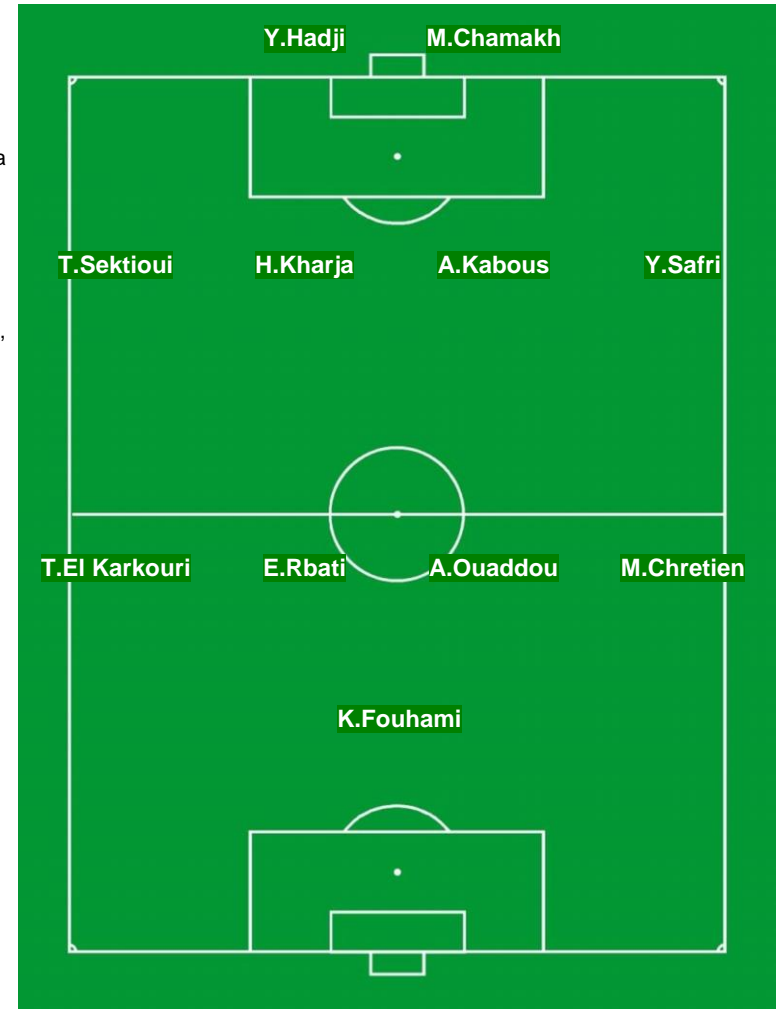 Y.Hadji M.Chamakh
a
T.Sektioui H.Kharja A.Kabous Y.Safri
,
T.El Karkouri E.Rbati A.Ouaddou M.Chretien
K.Fouhami